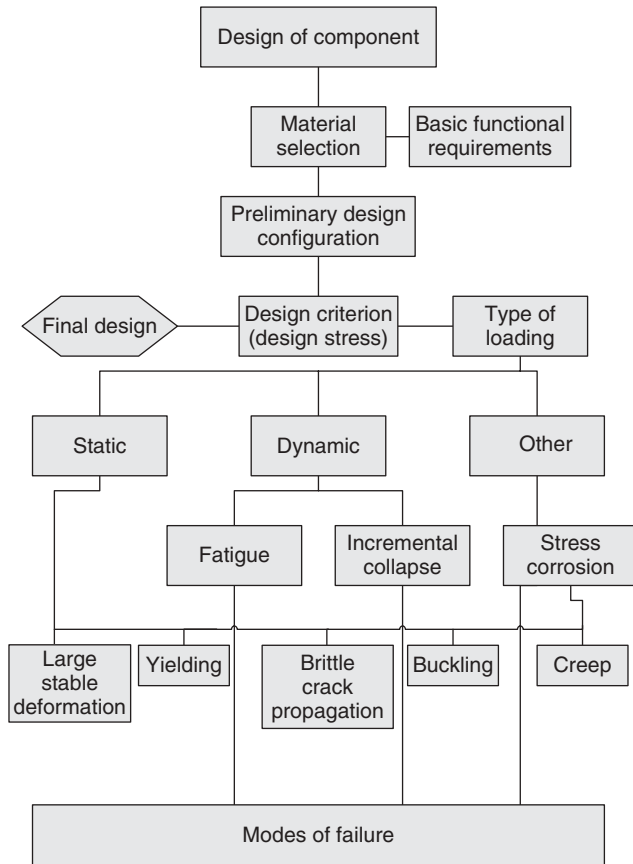 Design of component
Material
selection
Basic functional
requirements
Preliminary design
configuration
Final design
Design criterion
(design stress)
Type of
loading
Static
Dynamic
Other
Fatigue
Incremental
collapse
Stress
corrosion
Large
stable
deformation
Yielding
Brittle
crack
propagation
Buckling
Creep
Modes of failure